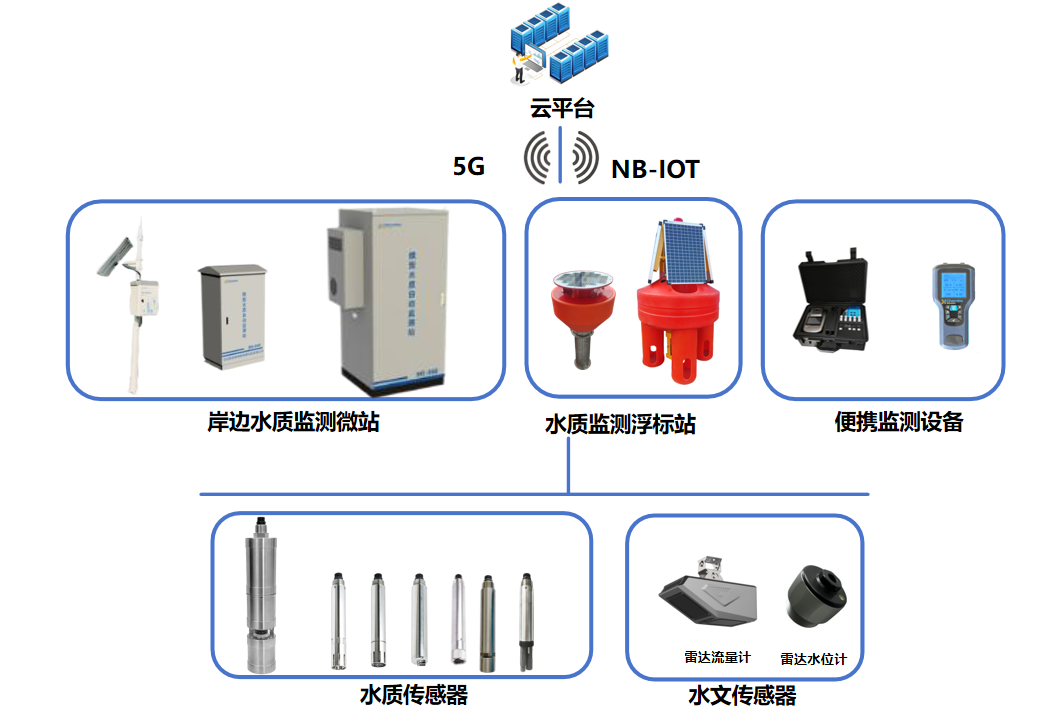 云平台
5G
NB-IOT
岸边水质监测微站
水质监测浮标站
便携监测设备
雷达流量计
雷达水位计
水质传感器
水文传感器